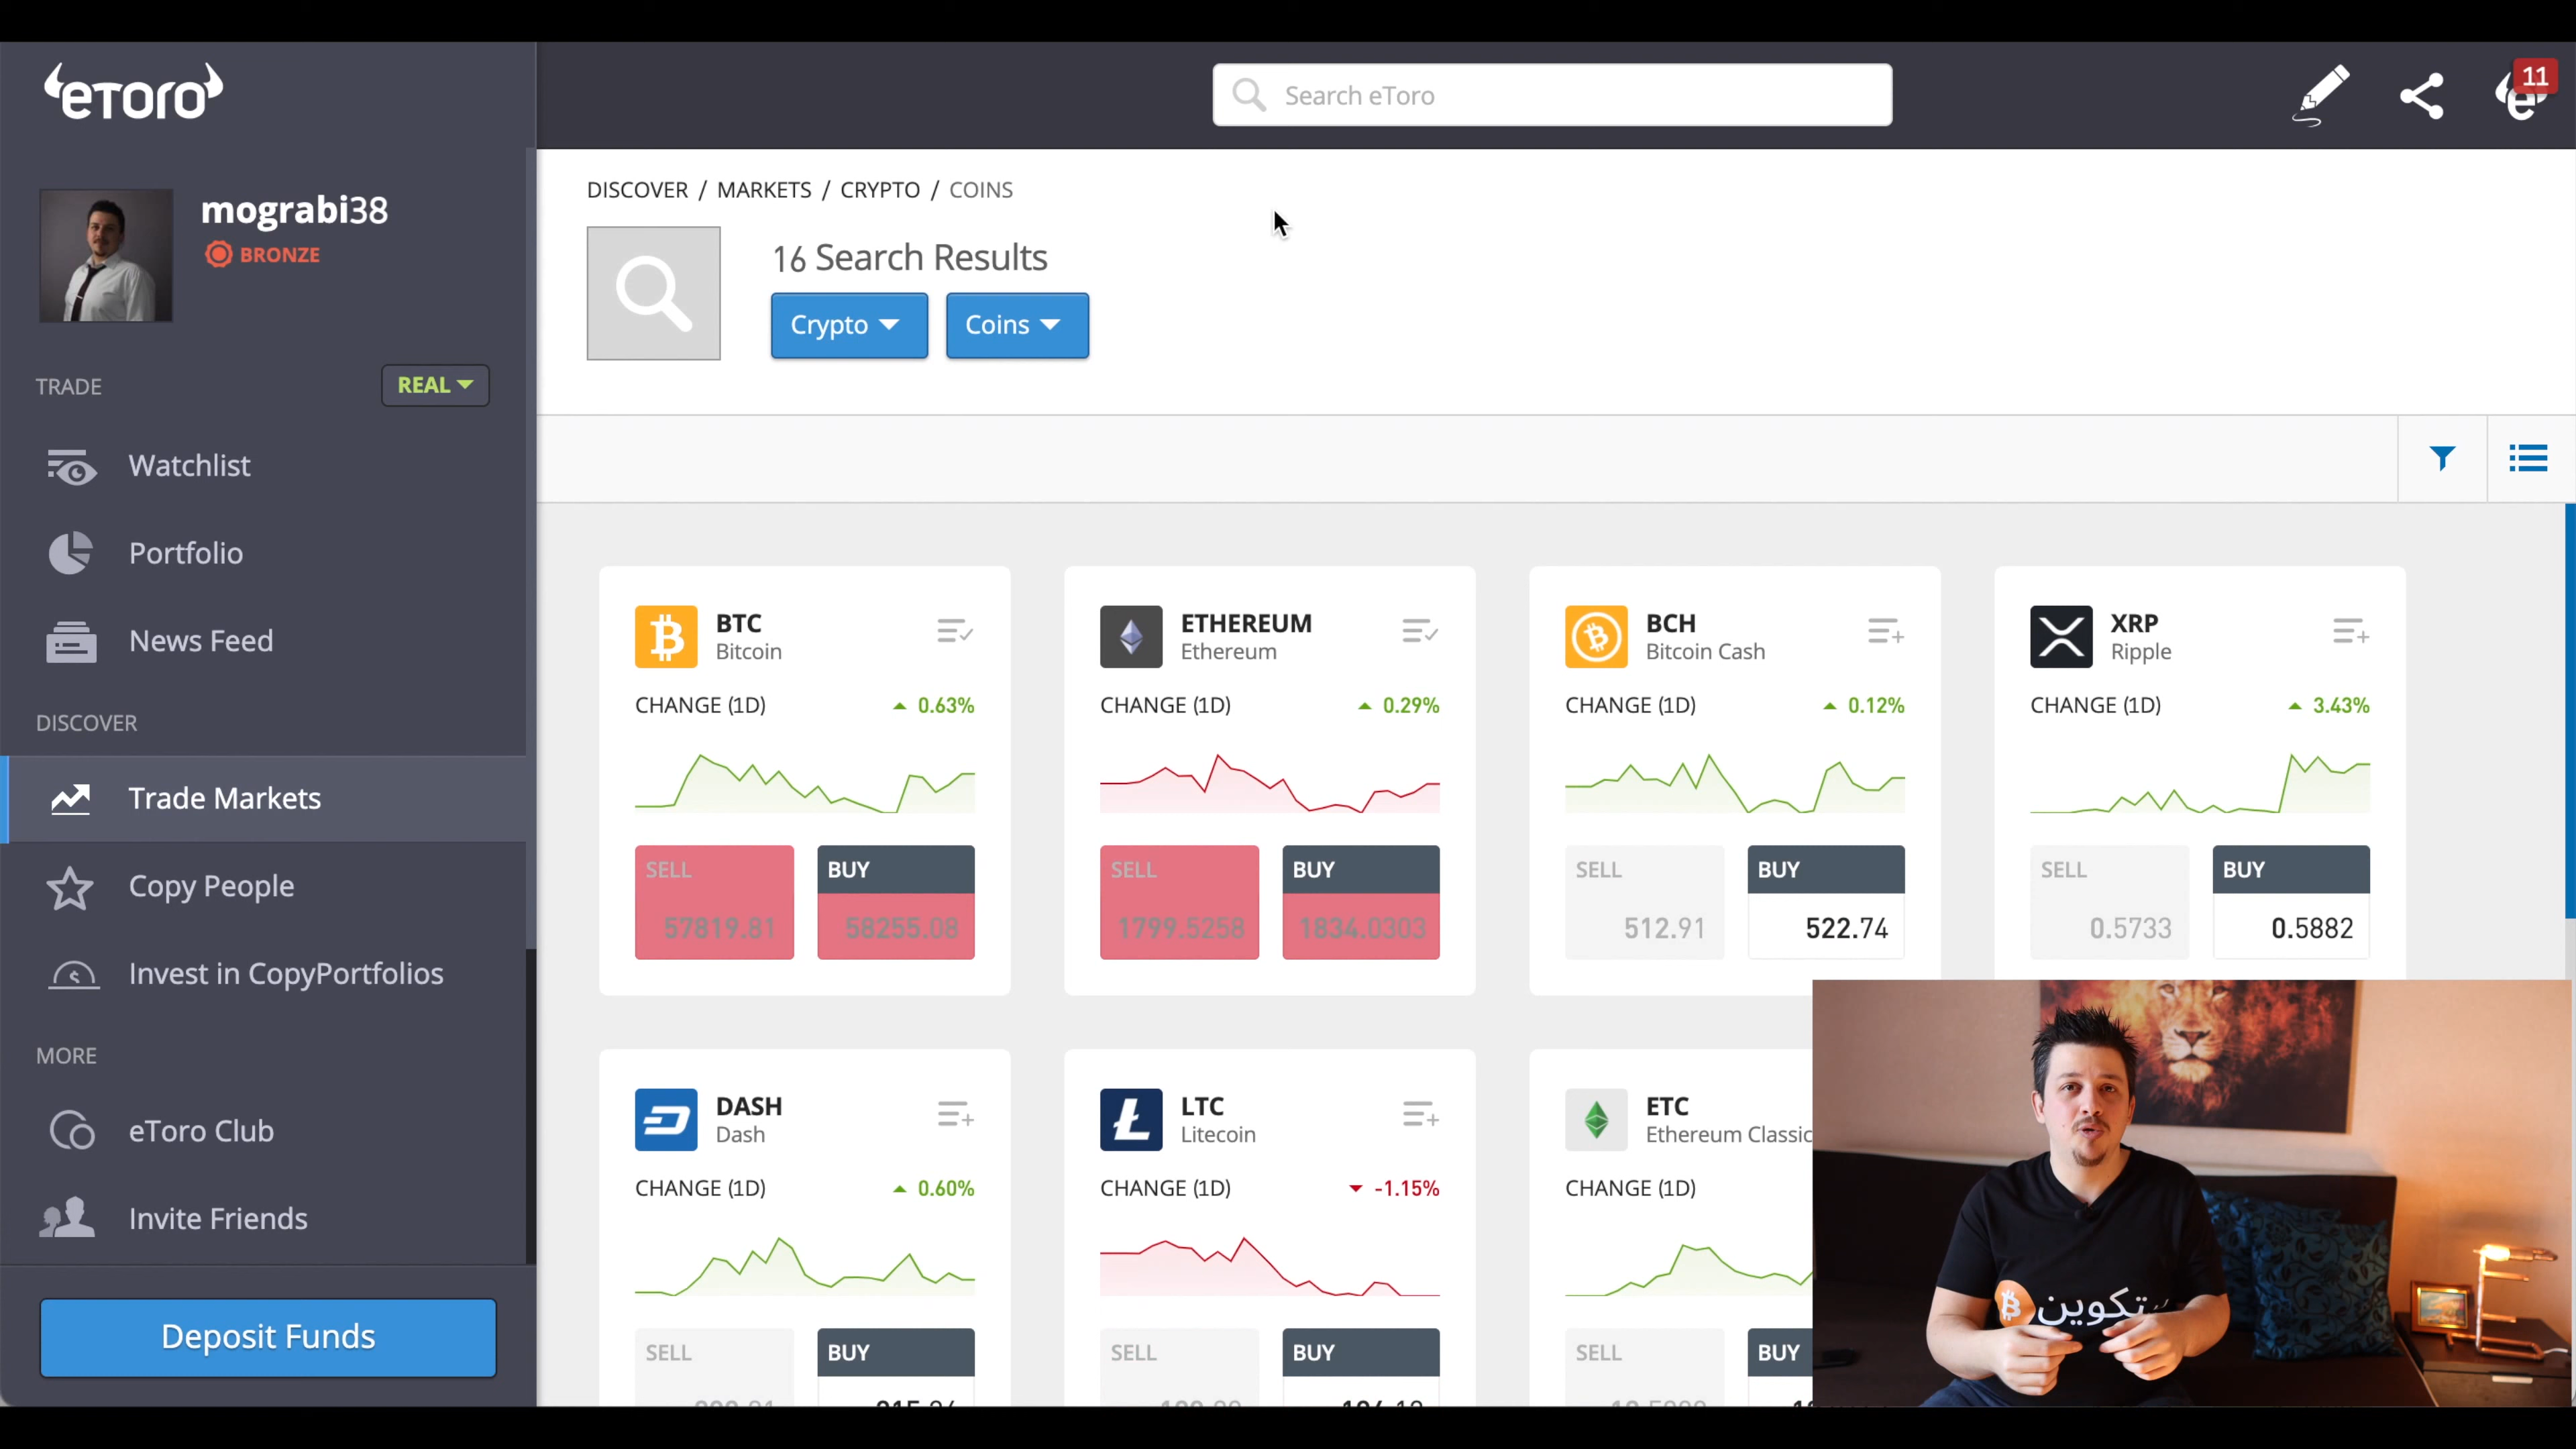 eTORO
Search eToro
11
mograbi38
BRONZE
TRADE
REAL
Watchlist
Portfolio
News Feed
DISCOVER
Trade Markets
Copy People
Invest in CopyPortfolios
MORE
eToro Club
Invite Friends
Deposit Funds
DISCOVER / MARKETS / CRYPTO / COINS
16 Search Results
Crypto
Coins
BTC
Bitcoin
CHANGE (1D) 0.63%
SELL BUY
57819.81 58255.08
ETHEREUM
Ethereum
CHANGE (1D) 0.29%
SELL BUY
1799.5258 1834.0303
BCH
Bitcoin Cash
CHANGE (1D) 0.12%
SELL BUY
512.91 522.74
XRP
Ripple
CHANGE (1D) 3.43%
SELL BUY
0.5733 0.5882
DASH
Dash
CHANGE (1D) 0.60%
SELL BUY
LTC
Litecoin
CHANGE (1D) -1.15%
SELL BUY
ETC
Ethereum Classic
CHANGE (1D)
SELL BUY